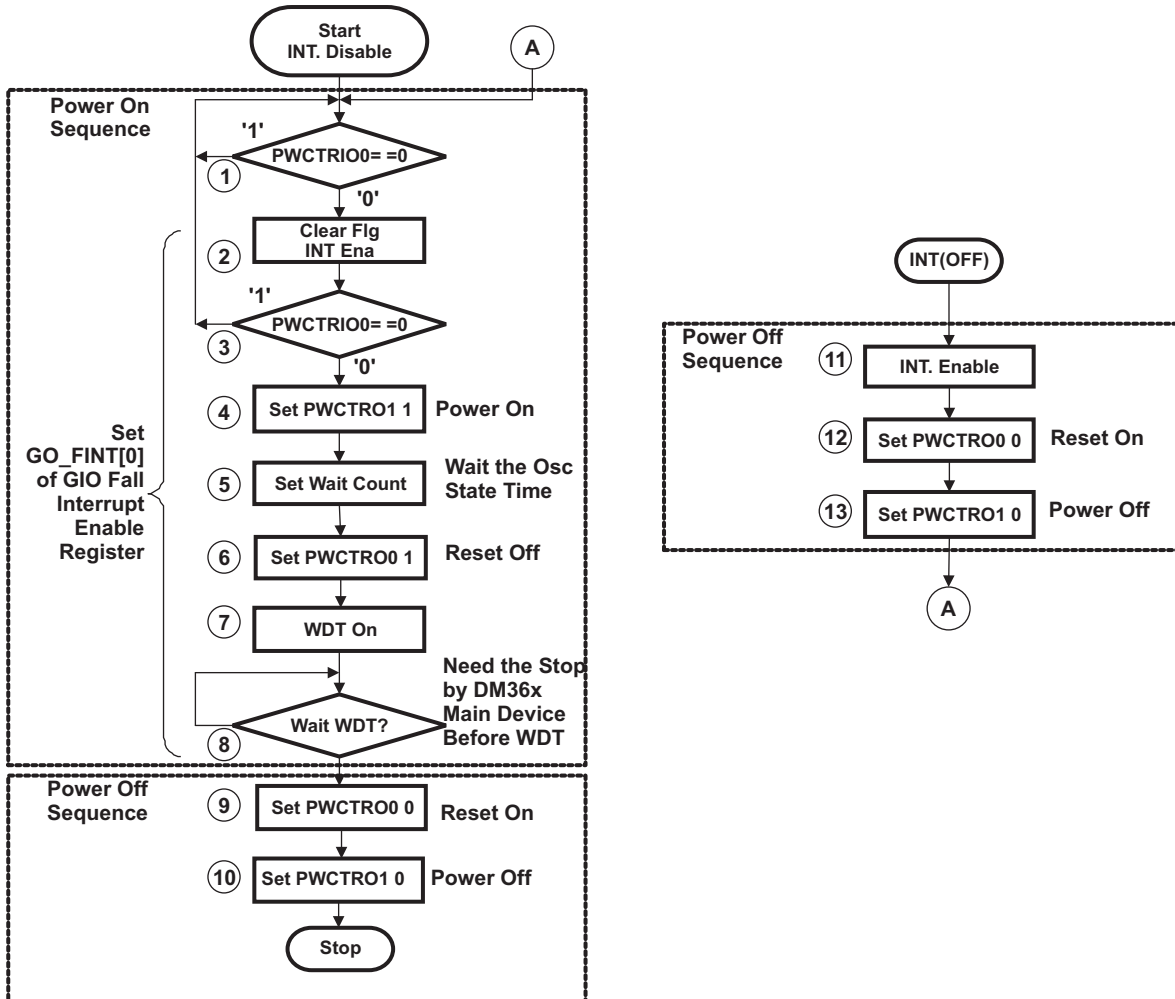 Start
INT. Disable
A
Power On
Sequence
'1'
PWCTRIO0= =0
1
'0'
Clear Flg
INT Ena
2
'1'
PWCTRIO0= =0
3
'0'
4
Set PWCTRO1 1
Power On
Set
GO_FINT[0]
of GIO Fall
Interrupt
Enable
Register
5
Set Wait Count
Wait the Osc
State Time
6
Set PWCTRO0 1
Reset Off
7
WDT On
Need the Stop
by DM36x
Main Device
Before WDT
Wait WDT?
8
Power Off
Sequence
9
Set PWCTRO0 0
Reset On
10
Set PWCTRO1 0
Power Off
Stop
INT(OFF)
Power Off
Sequence
11
INT. Enable
12
Set PWCTRO0 0
Reset On
13
Set PWCTRO1 0
Power Off
A